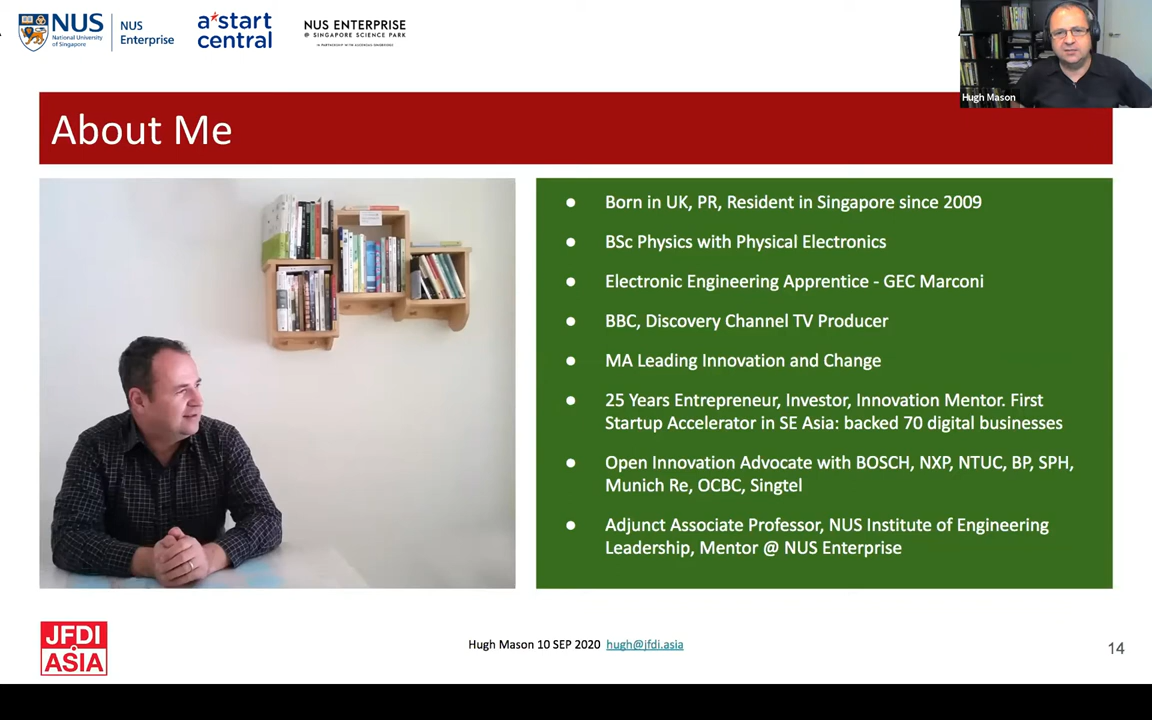 NUS
National University
of Singapore
NUS
Enterprise
a*start
central
NUS ENTERPRISE
@ SINGAPORE SCIENCE PARK
Hugh Mason
About Me
● Born in UK, PR, Resident in Singapore since 2009
● BSc Physics with Physical Electronics
● Electronic Engineering Apprentice - GEC Marconi
● BBC, Discovery Channel TV Producer
● MA Leading Innovation and Change
● 25 Years Entrepreneur, Investor, Innovation Mentor. First
Startup Accelerator in SE Asia: backed 70 digital businesses
● Open Innovation Advocate with BOSCH, NXP, NTUC, BP, SPH,
Munich Re, OCBC, Singtel
● Adjunct Associate Professor, NUS Institute of Engineering
Leadership, Mentor @ NUS Enterprise
JFDI
ASIA
Hugh Mason 10 SEP 2020 hugh@jfdi.asia
14